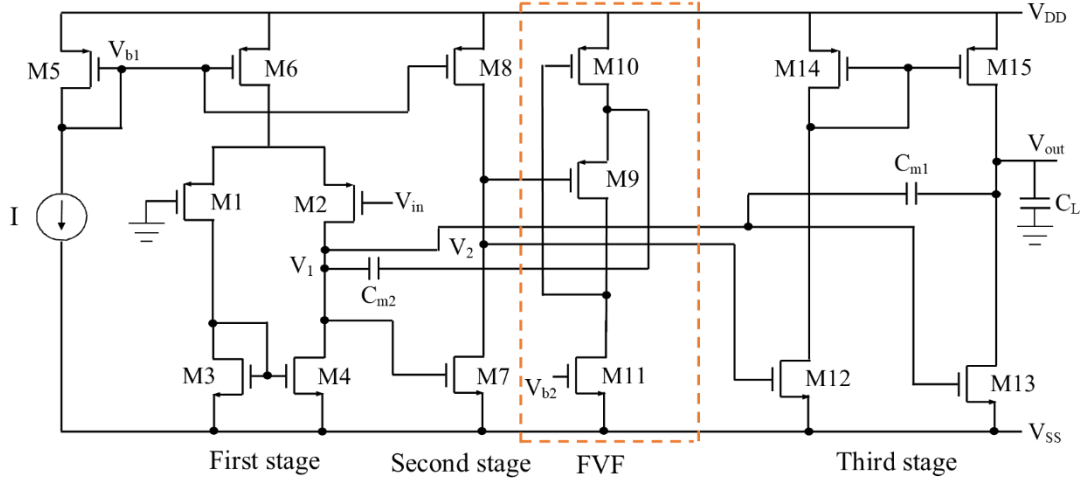 V_DD
M5
V_b1
M6
M8
M10
M14
M15
V_out
C_m1
C_L
I
M1
M2
V_in
M9
V_1
V_2
C_m2
M3
M4
M7
V_b2
M11
M12
M13
V_SS
First stage
Second stage
FVF
Third stage